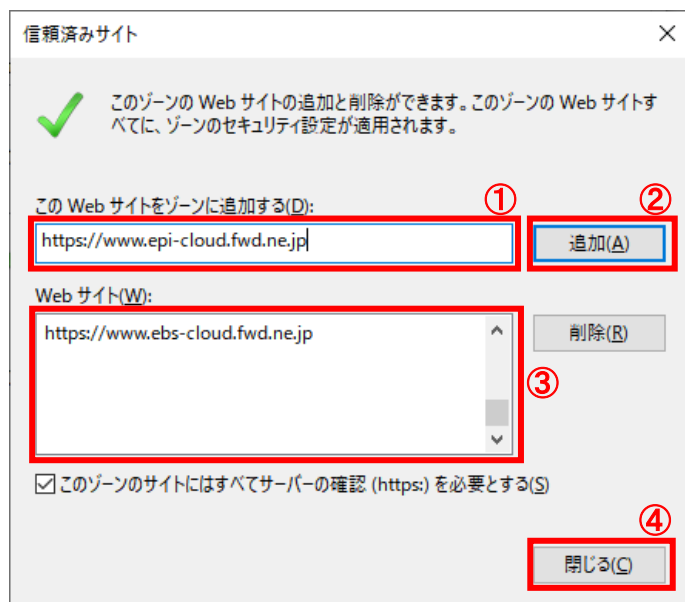 信頼済みサイト
このゾーンの Web サイトの追加と削除ができます。このゾーンの Web サイトす
べてに、ゾーンのセキュリティ設定が適用されます。
この Web サイトをゾーンに追加する(D):
①
②
https://www.epi-cloud.fwd.ne.jp
追加(A)
Web サイト(W):
https://www.ebs-cloud.fwd.ne.jp
削除(R)
③
このゾーンのサイトにはすべてサーバーの確認 (https:) を必要とする(S)
④
閉じる(C)